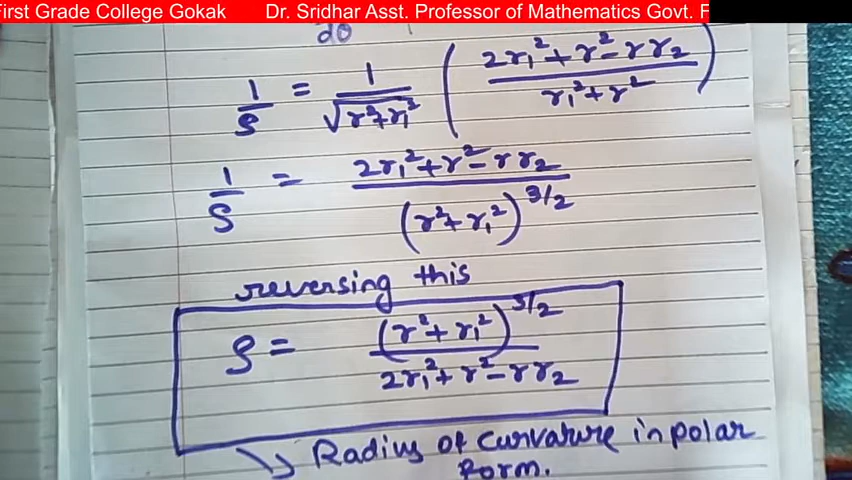 First Grade College Gokak Dr. Sridhar Asst. Professor of Mathematics Govt. F
1/ρ = 1/√(r²+r₁²) ( (2r₁²+r²-rr₂)/(r₁²+r²) )
1/ρ = (2r₁²+r²-rr₂)/(r²+r₁²)^(3/2)
reversing this
ρ = (r²+r₁²)^(3/2)/(2r₁²+r²-rr₂)
↳ Radius of curvature in polar
form.